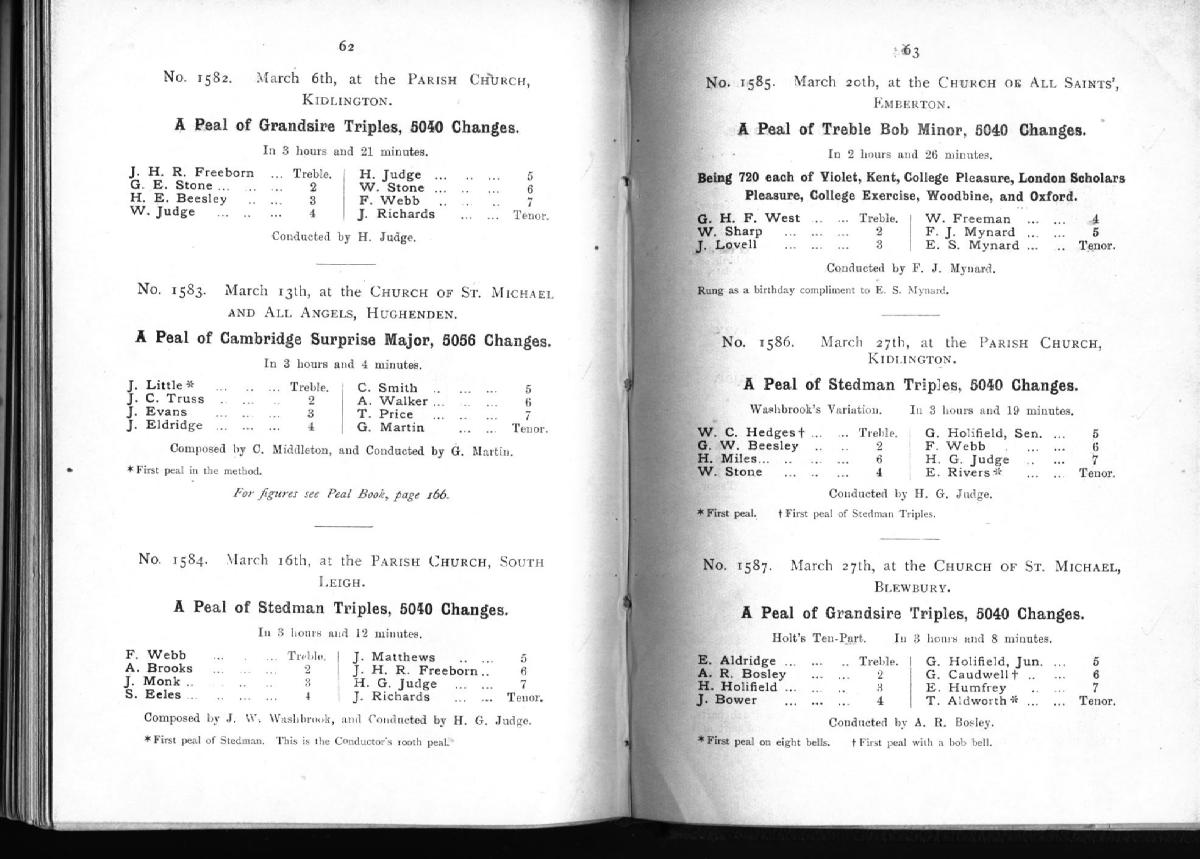 62
No. 1582. March 6th, at the Parish Church,
Kidlington.
A Peal of Grandsire Triples, 5040 Changes.
In 3 hours and 21 minutes.
J. H. R. Freeborn ... Treble. | H. Judge ... ... ... 5
G. E. Stone ... ... ... 2 | W. Stone ... ... ... 6
H. E. Beesley ... ... 3 | F. Webb ... ... ... 7
W. Judge ... ... ... 4 | J. Richards ... ... Tenor.
Conducted by H. Judge.
No. 1583. March 13th, at the Church of St. Michael
and All Angels, Hughenden.
A Peal of Cambridge Surprise Major, 5056 Changes.
In 3 hours and 4 minutes.
J. Little* ... ... ... Treble. | C. Smith ... ... ... 5
J. C. Truss ... ... ... 2 | A. Walker ... ... ... 6
J. Evans ... ... ... 3 | T. Price ... ... ... 7
J. Eldridge ... ... ... 4 | G. Martin ... ... Tenor.
Composed by C. Middleton, and Conducted by G. Martin.
* First peal in the method.
For figures see Peal Book, page 166.
No. 1584. March 16th, at the Parish Church, South
Leigh.
A Peal of Stedman Triples, 5040 Changes.
In 3 hours and 12 minutes.
F. Webb ... ... ... Treble. | J. Matthews ... ... 5
A. Brooks ... ... ... 2 | J. H. R. Freeborn ... 6
J. Monk ... ... ... 3 | H. G. Judge ... ... 7
S. Eeles ... ... ... 4 | J. Richards ... ... Tenor.
Composed by J. W. Washbrook, and Conducted by H. G. Judge.
* First peal of Stedman. This is the Conductor's 100th peal.
63
No. 1585. March 20th, at the Church of All Saints',
Emberton.
A Peal of Treble Bob Minor, 5040 Changes.
In 2 hours and 26 minutes.
Being 720 each of Violet, Kent, College Pleasure, London Scholars
Pleasure, College Exercise, Woodbine, and Oxford.
G. H. F. West ... ... Treble. | W. Freeman ... ... 4
W. Sharp ... ... ... 2 | F. J. Mynard ... ... 5
J. Lovell ... ... ... 3 | E. S. Mynard ... ... Tenor.
Conducted by F. J. Mynard.
Rung as a birthday compliment to E. S. Mynard.
No. 1586. March 27th, at the Parish Church,
Kidlington.
A Peal of Stedman Triples, 5040 Changes.
Washbrook's Variation. In 3 hours and 19 minutes.
W. C. Hedges† ... ... Treble. | G. Holifield, Sen. ... 5
G. W. Beesley ... ... 2 | F. Webb ... ... 6
H. Miles... ... ... ... 6 | H. G. Judge ... ... 7
W. Stone ... ... ... 4 | E. Rivers* ... ... Tenor.
Conducted by H. G. Judge.
* First peal. † First peal of Stedman Triples.
No. 1587. March 27th, at the Church of St. Michael,
Blewbury.
A Peal of Grandsire Triples, 5040 Changes.
Holt's Ten-Part. In 3 hours and 8 minutes.
E. Aldridge ... ... ... Treble. | G. Holifield, Jun. ... 5
A. R. Bosley ... ... 2 | G. Caudwell† ... ... 6
H. Holifield ... ... ... 3 | E. Humfrey ... ... 7
J. Bower ... ... ... 4 | T. Aldworth* ... ... Tenor.
Conducted by A. R. Bosley.
* First peal on eight bells. † First peal with a bob bell.